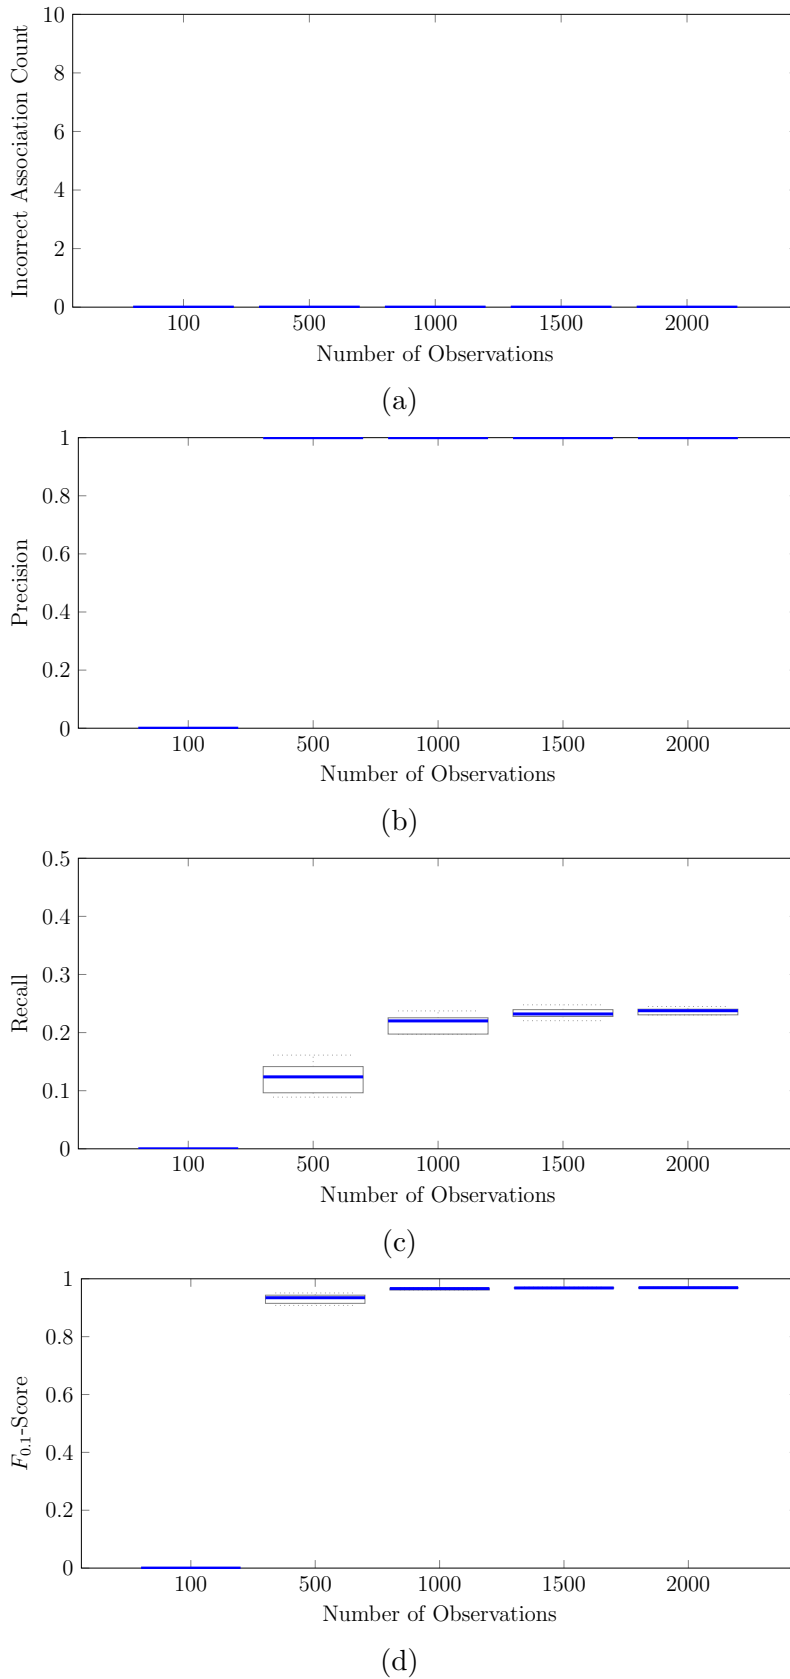 10
8
6
4
2
0
Incorrect Association Count
100 500 1000 1500 2000
Number of Observations
(a)
1
0.8
0.6
0.4
0.2
0
Precision
100 500 1000 1500 2000
Number of Observations
(b)
0.5
0.4
0.3
0.2
0.1
0
Recall
100 500 1000 1500 2000
Number of Observations
(c)
1
0.8
0.6
0.4
0.2
0
F0.1-Score
100 500 1000 1500 2000
Number of Observations
(d)